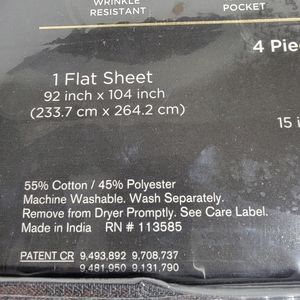 WRINKLE
RESISTANT
POCKET
4 Pie
1 Flat Sheet
92 inch x 104 inch
(233.7 cm x 264.2 cm)
15 i
55% Cotton / 45% Polyester
Machine Washable. Wash Separately.
Remove from Dryer Promptly. See Care Label.
Made in India RN # 113585
PATENT CR 9,493,892 9,708,737
9,481,950 9,131,790